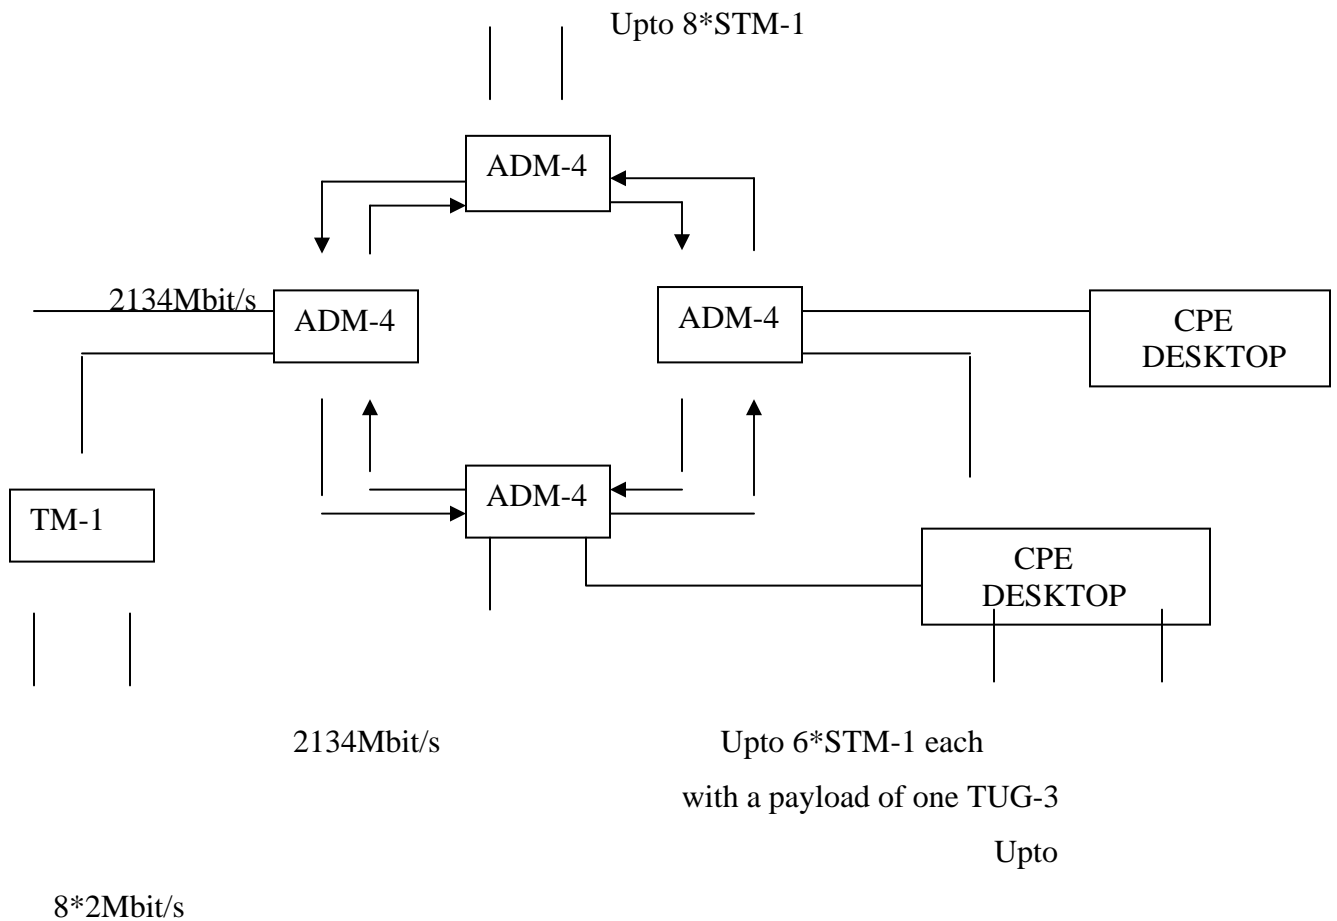 Upto 8*STM-1
ADM-4
2134Mbit/s
ADM-4
ADM-4
CPE
DESKTOP
ADM-4
TM-1
CPE
DESKTOP
2134Mbit/s
Upto 6*STM-1 each
with a payload of one TUG-3
Upto
8*2Mbit/s